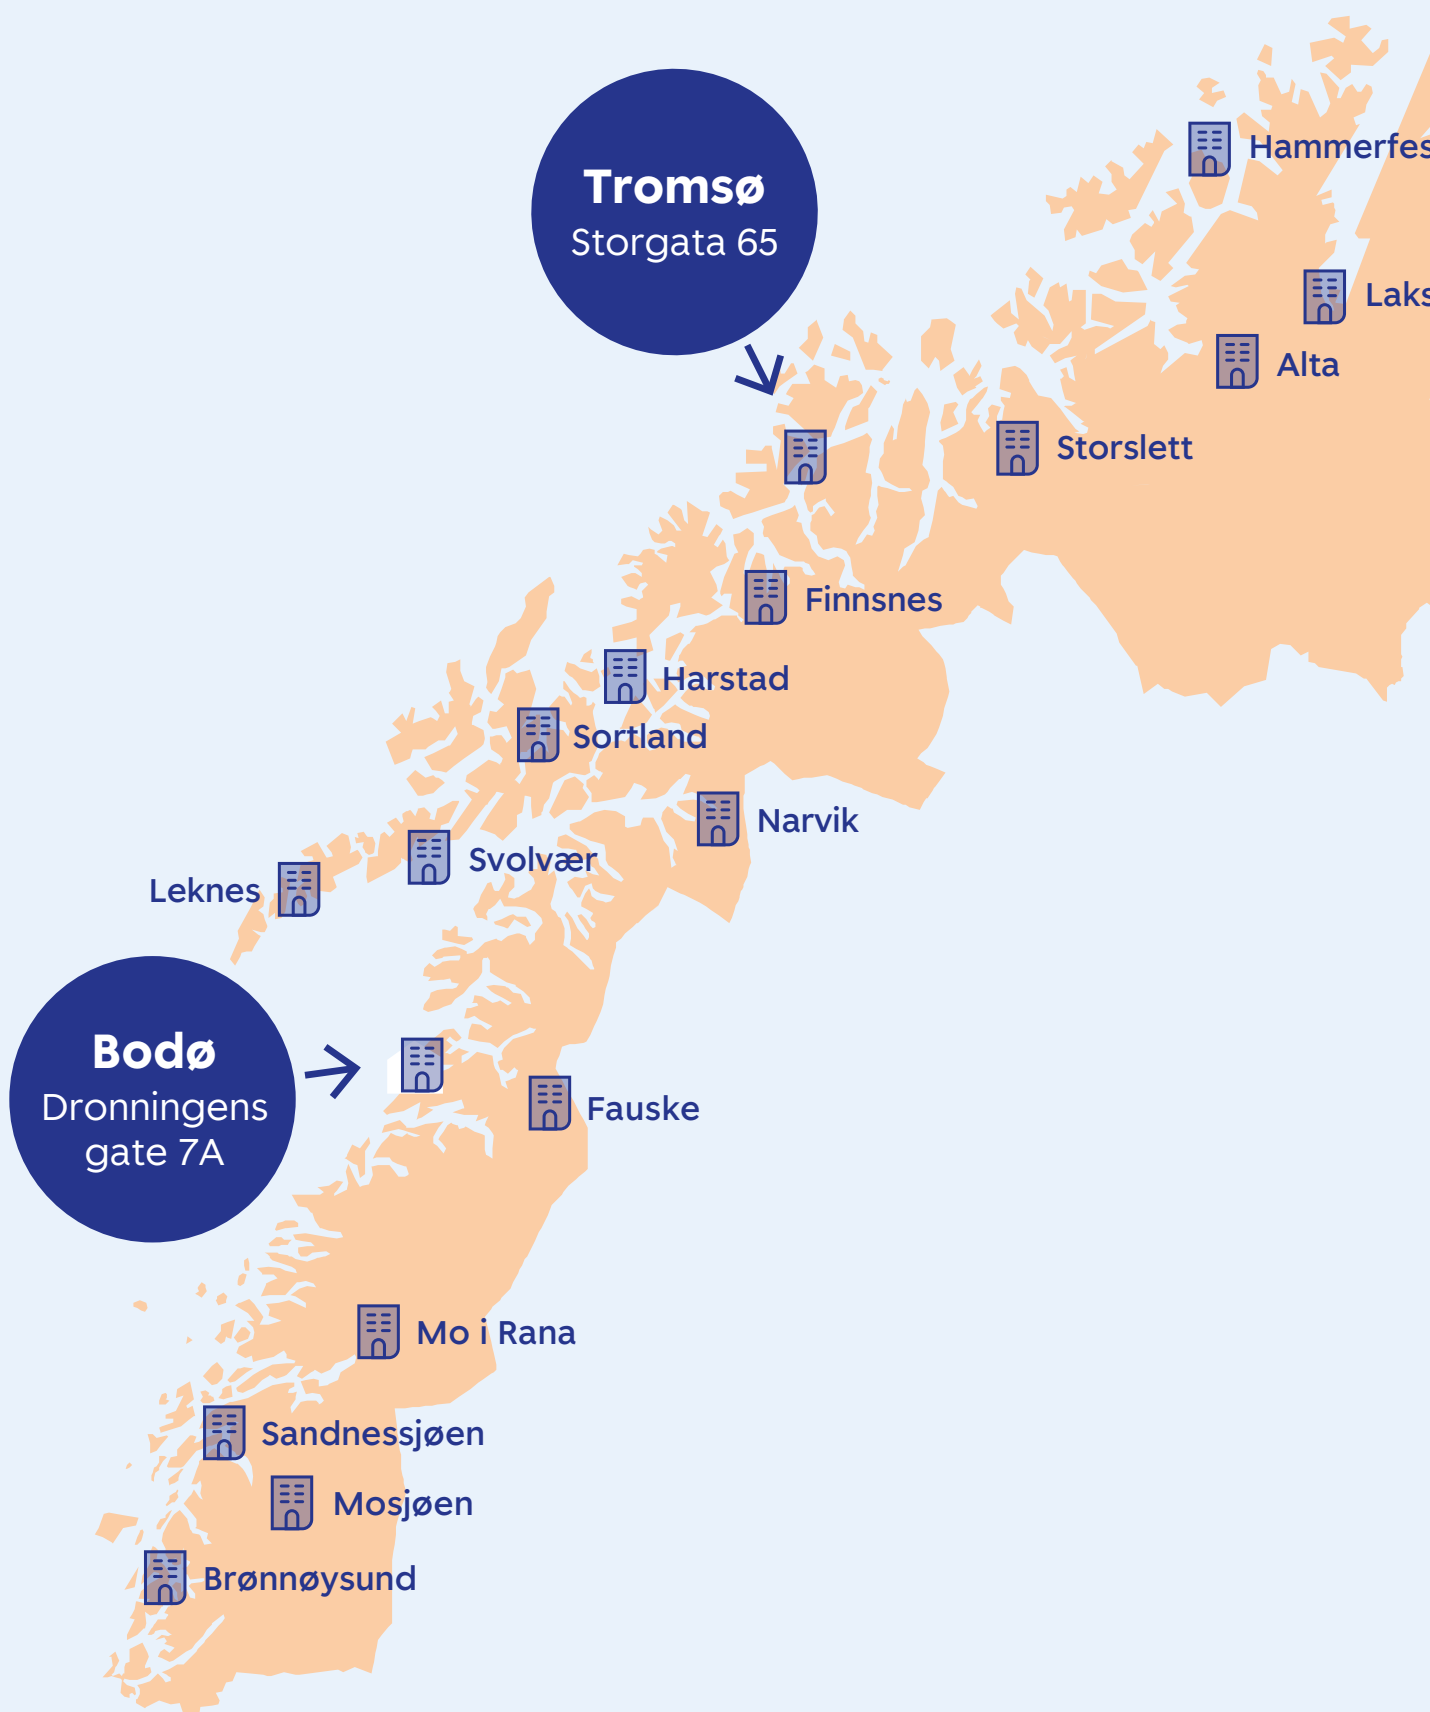 Tromsø
Storgata 65
Hammerfes
Laks
Alta
Storslett
Finnsnes
Harstad
Sortland
Narvik
Svolvær
Leknes
Bodø
Dronningens
gate 7A
Fauske
Mo i Rana
Sandnessjøen
Mosjøen
Brønnøysund